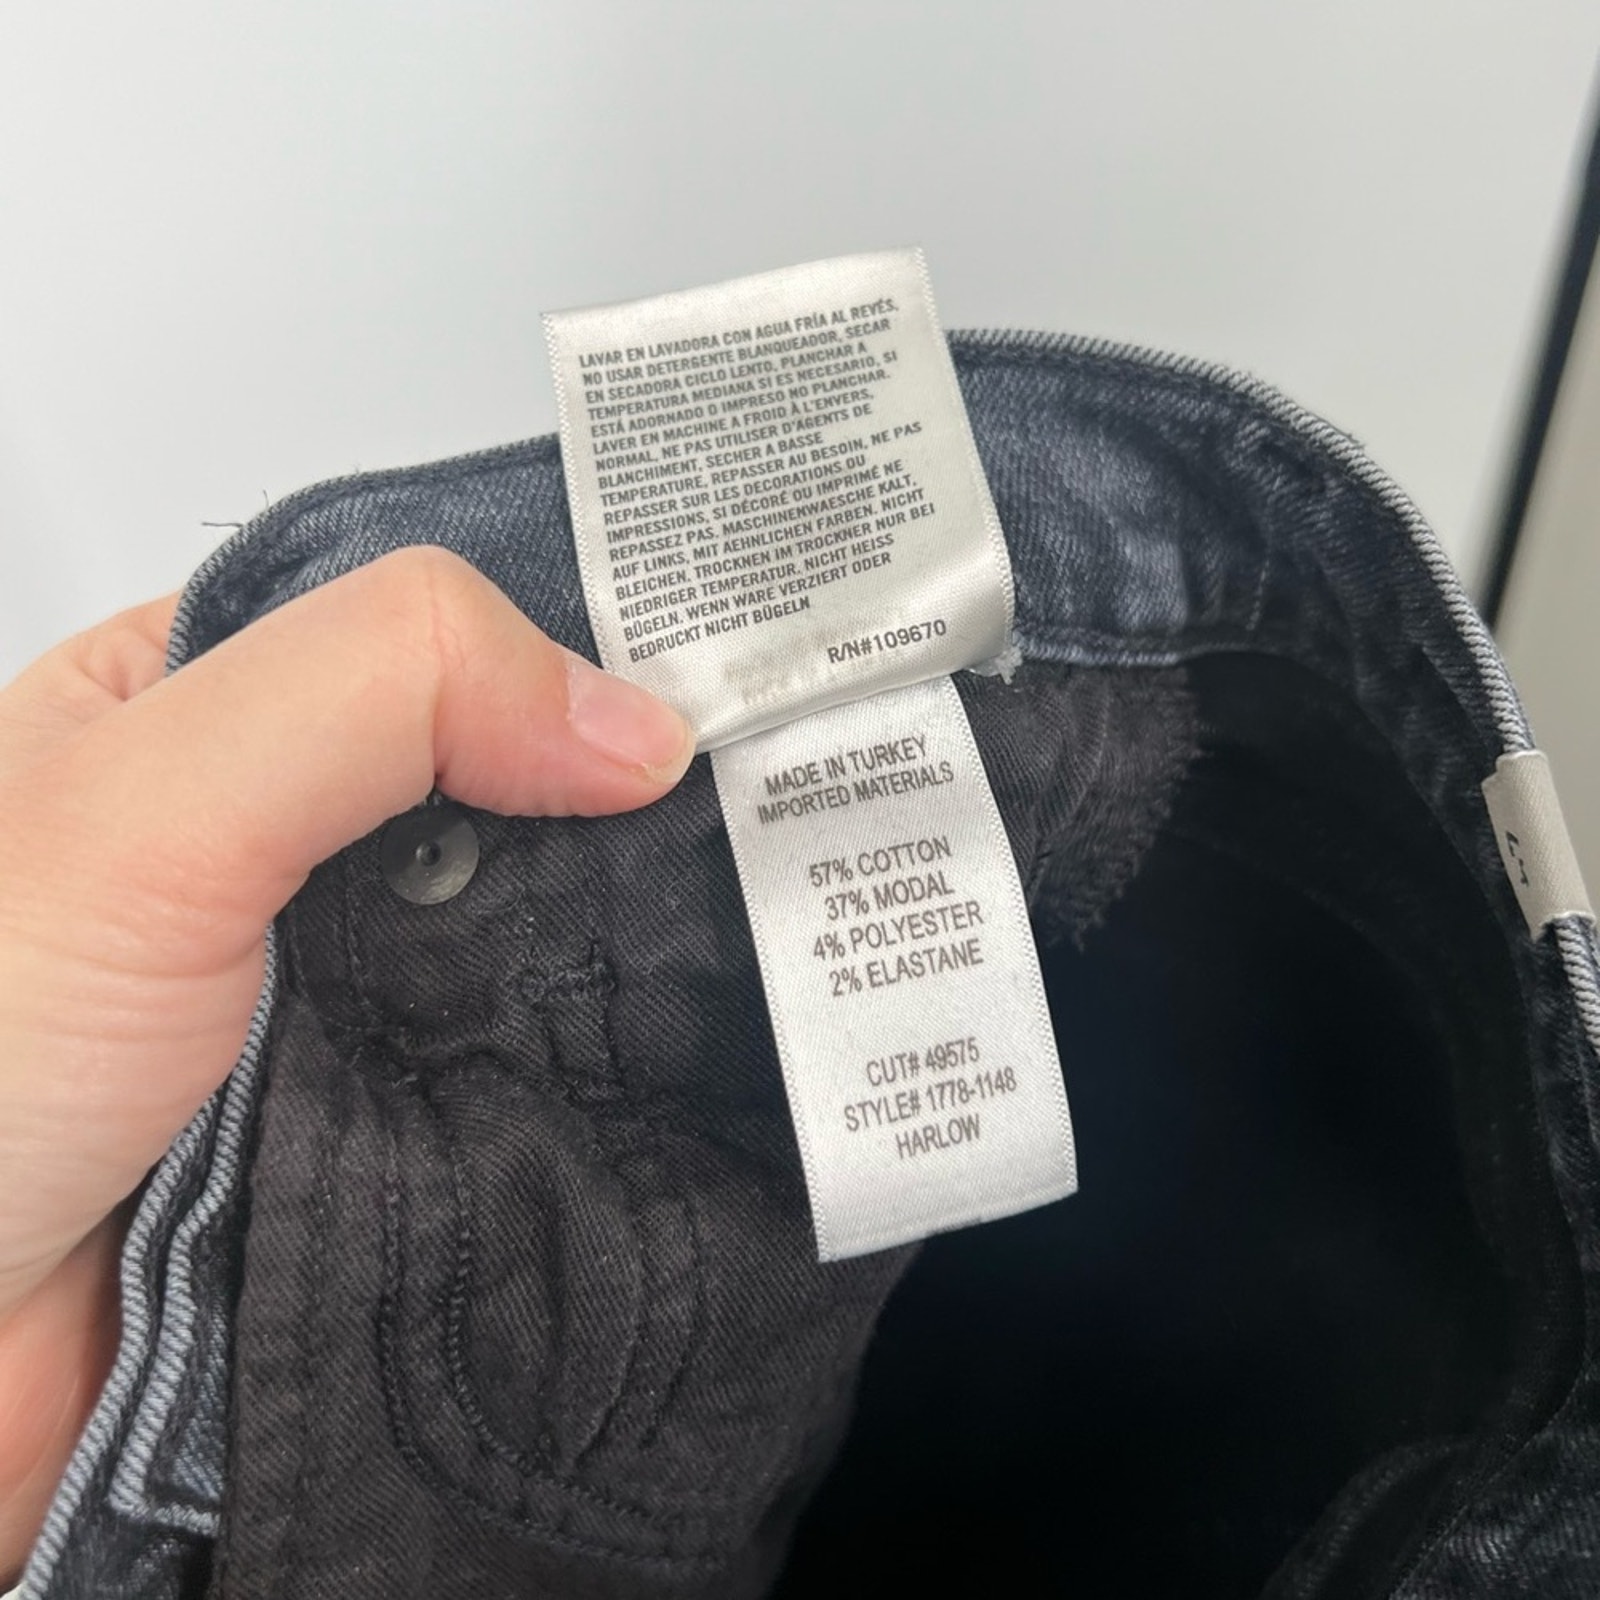 LAVAR EN LAVADORA CON AGUA FRÍA AL REVÉS,
NO USAR DETERGENTE BLANQUEADOR, SECAR
EN SECADORA CICLO LENTO, PLANCHAR A
TEMPERATURA MEDIANA SI ES NECESARIO, SI
ESTÁ ADORNADO O IMPRESO NO PLANCHAR.
LAVER EN MACHINE A FROID À L'ENVERS,
NORMAL, NE PAS UTILISER D'AGENTS DE
BLANCHIMENT, SECHER A BASSE
TEMPERATURE, REPASSER AU BESOIN, NE PAS
REPASSER SUR LES DECORATIONS OU
IMPRESSIONS, SI DÉCORÉ OU IMPRIMÉ NE
REPASSEZ PAS. MASCHINENWAESCHE KALT,
AUF LINKS, MIT AEHNLICHEN FARBEN. NICHT
BLEICHEN. TROCKNEN IM TROCKNER NUR BEI
NIEDRIGER TEMPERATUR. NICHT HEISS
BÜGELN. WENN WARE VERZIERT ODER
BEDRUCKT NICHT BÜGELN
R/N#109670
MADE IN TURKEY
IMPORTED MATERIALS
57% COTTON
37% MODAL
4% POLYESTER
2% ELASTANE
CUT# 49575
STYLE# 1778-1148
HARLOW